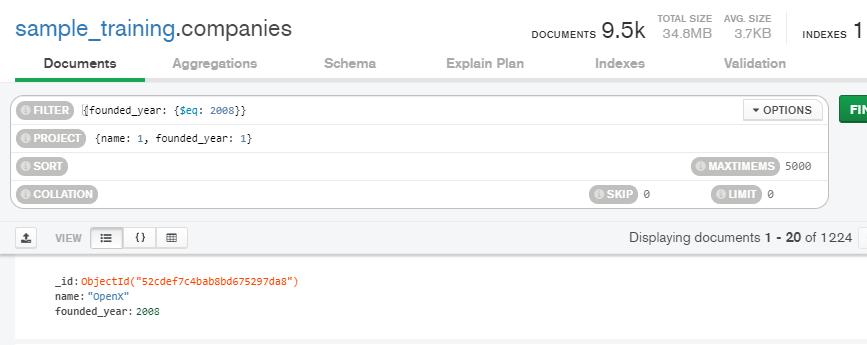 sample_training.companies
DOCUMENTS 9.5k TOTAL SIZE 34.8MB AVG. SIZE 3.7KB INDEXES 1
Documents Aggregations Schema Explain Plan Indexes Validation
FILTER {founded_year: {$eq: 2008}} OPTIONS
PROJECT {name: 1, founded_year: 1}
SORT MAXTIMEMS 5000
COLLATION SKIP 0 LIMIT 0
VIEW {} Displaying documents 1 - 20 of 1224
_id: ObjectId("52cdef7c4bab8bd675297da8")
name: "OpenX"
founded_year: 2008